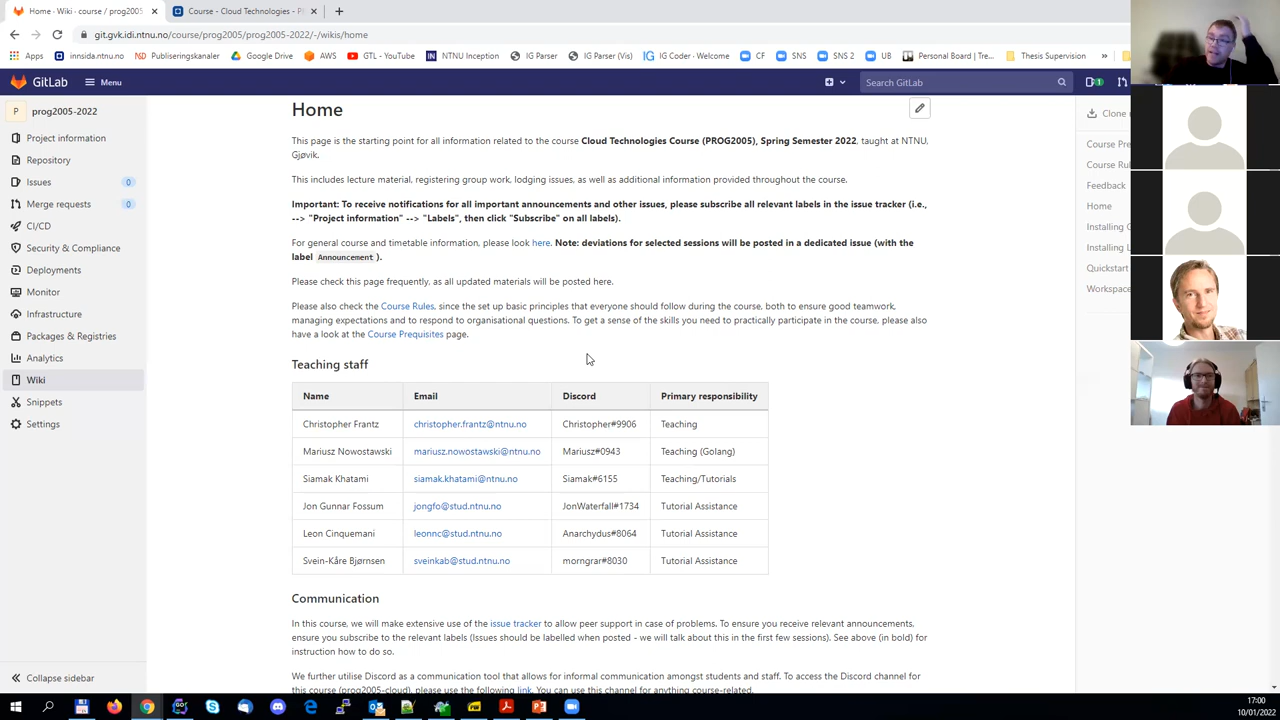 Home · Wiki · course / prog2005
Course - Cloud Technologies - P
git.gvk.idi.ntnu.no/course/prog2005/prog2005-2022/-/wikis/home
Apps
innsida.ntnu.no
Publiseringskanaler
Google Drive
AWS
GTL - YouTube
NTNU Inception
IG Parser
IG Parser (Vis)
IG Coder · Welcome
CF
SNS
SNS 2
UB
Personal Board | Tre...
Thesis Supervision
GitLab
Menu
Search GitLab
1
P prog2005-2022
Project information
Repository
Issues 0
Merge requests 0
CI/CD
Security & Compliance
Deployments
Monitor
Infrastructure
Packages & Registries
Analytics
Wiki
Snippets
Settings
Collapse sidebar
Home
This page is the starting point for all information related to the course Cloud Technologies Course (PROG2005), Spring Semester 2022, taught at NTNU,
Gjøvik.
This includes lecture material, registering group work, lodging issues, as well as additional information provided throughout the course.
Important: To receive notifications for all important announcements and other issues, please subscribe all relevant labels in the issue tracker (i.e.,
--> "Project information" --> "Labels", then click "Subscribe" on all labels).
For general course and timetable information, please look here. Note: deviations for selected sessions will be posted in a dedicated issue (with the
label Announcement ).
Please check this page frequently, as all updated materials will be posted here.
Please also check the Course Rules, since the set up basic principles that everyone should follow during the course, both to ensure good teamwork,
managing expectations and to respond to organisational questions. To get a sense of the skills you need to practically participate in the course, please also
have a look at the Course Prequisites page.
Teaching staff
Name Email Discord Primary responsibility
Christopher Frantz christopher.frantz@ntnu.no Christopher#9906 Teaching
Mariusz Nowostawski mariusz.nowostawski@ntnu.no Mariusz#0943 Teaching (Golang)
Siamak Khatami siamak.khatami@ntnu.no Siamak#6155 Teaching/Tutorials
Jon Gunnar Fossum jongfo@stud.ntnu.no JonWaterfall#1734 Tutorial Assistance
Leon Cinquemani leonnc@stud.ntnu.no Anarchydus#8064 Tutorial Assistance
Svein-Kåre Bjørnsen sveinkab@stud.ntnu.no morngrar#8030 Tutorial Assistance
Communication
In this course, we will make extensive use of the issue tracker to allow peer support in case of problems. To ensure you receive relevant announcements,
ensure you subscribe to the relevant labels (Issues should be labelled when posted - we will talk about this in the first few sessions). See above (in bold) for
instruction how to do so.
We further utilise Discord as a communication tool that allows for informal communication amongst students and staff. To access the Discord channel for
this course (prog2005-cloud), please use the following link. You can use this channel for anything course-related.
Clone
Course Pre
Course Rul
Feedback
Home
Installing
Installing
Quickstart
Workspace
17:00
10/01/2022